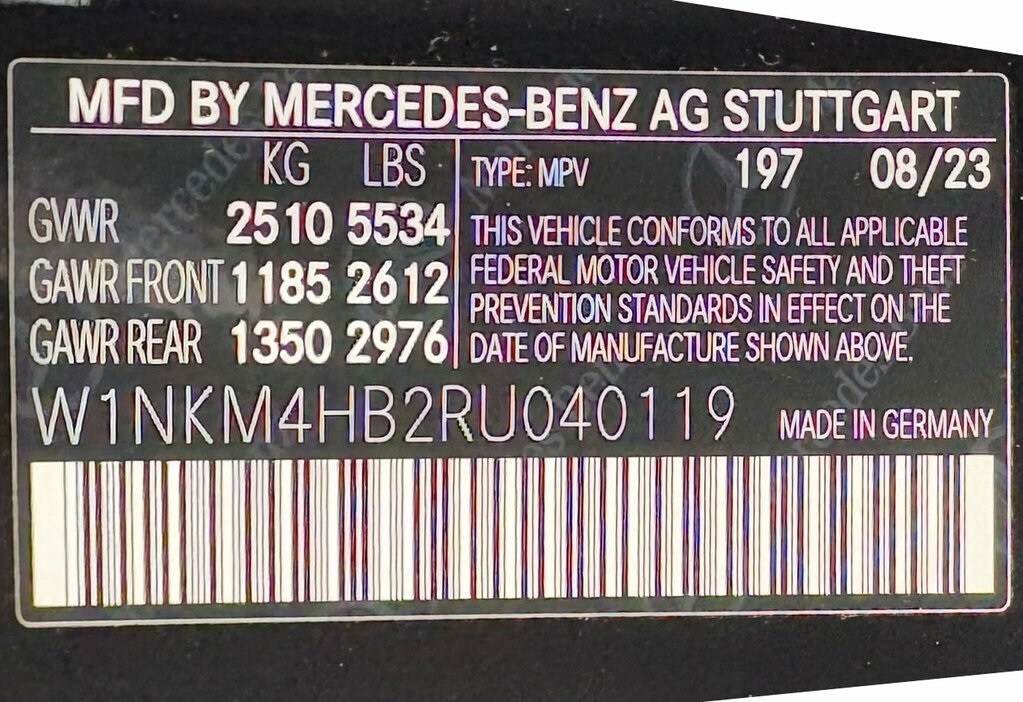 MFD BY MERCEDES-BENZ AG STUTTGART
KG LBS
GVWR 2510 5534
GAWR FRONT 1185 2612
GAWR REAR 1350 2976
TYPE: MPV 197 08/23
THIS VEHICLE CONFORMS TO ALL APPLICABLE
FEDERAL MOTOR VEHICLE SAFETY AND THEFT
PREVENTION STANDARDS IN EFFECT ON THE
DATE OF MANUFACTURE SHOWN ABOVE.
W1NKM4HB2RU040119 MADE IN GERMANY